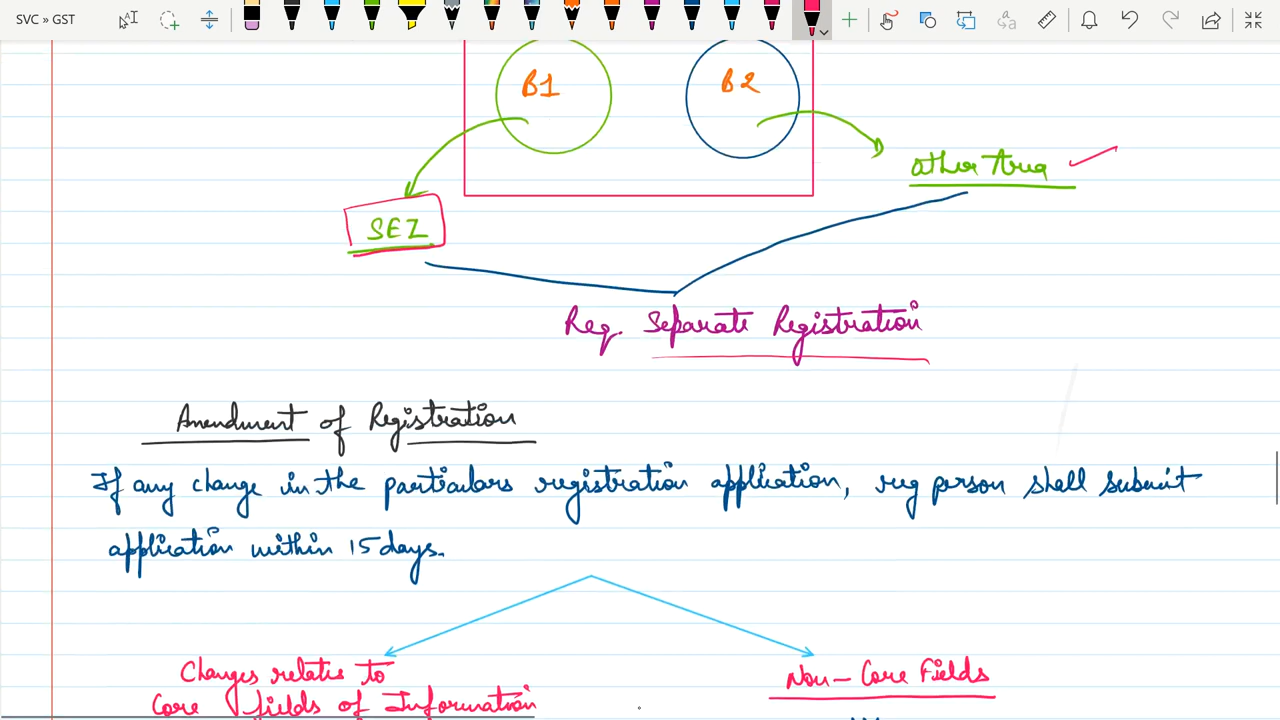 SVC » GST
B1
B2
Other Area
SEZ
Req. Separate Registration
Amendment of Registration
If any change in the particulars registration application, reg person shall submit
application within 15 days.
Changes relates to
Core fields of Information
Non-Core Fields